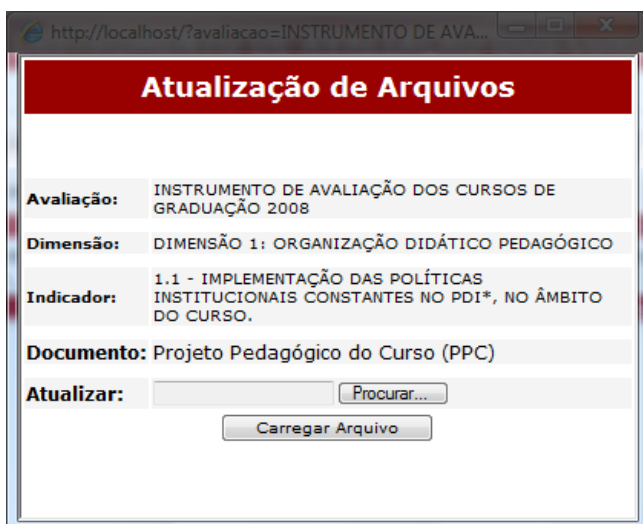 http://localhost/?avaliacao=INSTRUMENTO DE AVA...
Atualização de Arquivos
Avaliação: INSTRUMENTO DE AVALIAÇÃO DOS CURSOS DE
GRADUAÇÃO 2008
Dimensão: DIMENSÃO 1: ORGANIZAÇÃO DIDÁTICO PEDAGÓGICO
1.1 - IMPLEMENTAÇÃO DAS POLÍTICAS
Indicador: INSTITUCIONAIS CONSTANTES NO PDI*, NO ÂMBITO
DO CURSO.
Documento: Projeto Pedagógico do Curso (PPC)
Atualizar: Procurar...
Carregar Arquivo